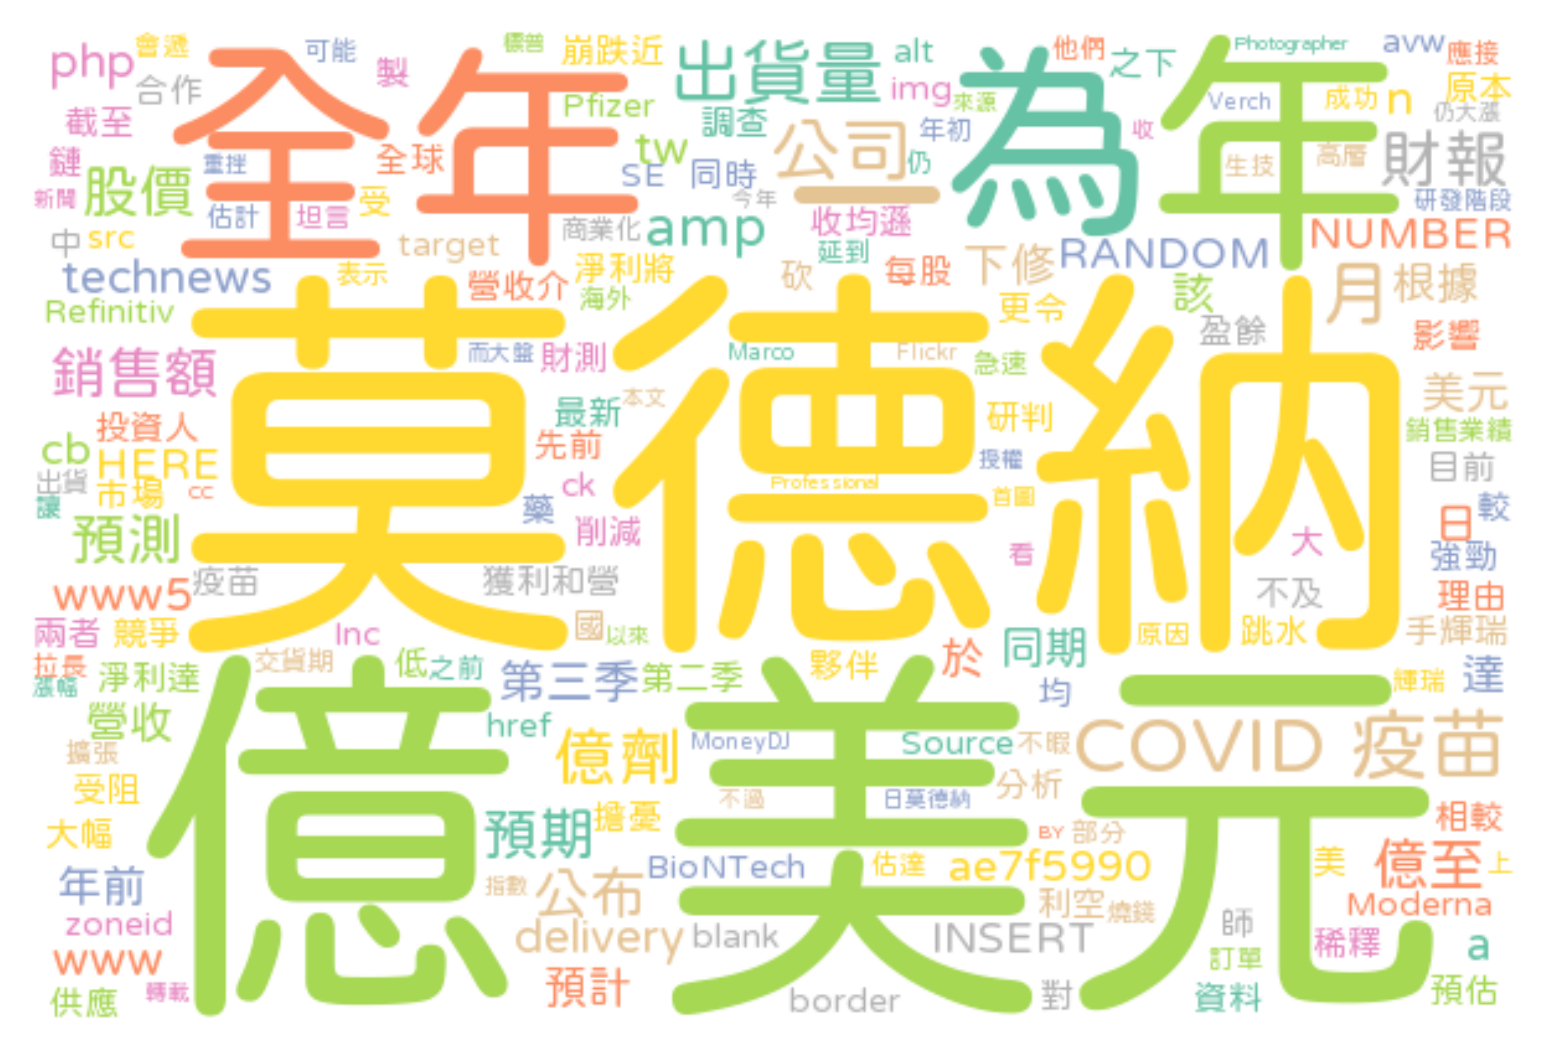 php 會遞 可能 標普 崩跌近 出貨量 alt 他們 之下 Photographer avw 應接
合作 製 Pfizer img 來源 為 年 Verch 成功 n 原本
截至 全年 調查 公司 年初 收 仍大漲
鏈 股價 重挫 全球 tw 仍 生技 高層 財報
新聞 估計 坦言 受 SE 同時 今年 研發階段
中 src target 商業化 amp 收均遜 延到 下修 RANDOM NUMBER
technews 表示 營收介 淨利將 砍 每股 該 月 根據
Refinitiv 海外 更令 盈餘 影響
銷售額 莫德納 而大盤 財測 Marco Flickr 急速 美元
投資人 最新 本文 研判 銷售業績
cb HERE 先前 授權 目前
出貨 市場 cc ck Professional 首圖 較
讓 預測 藥 削減 看 大 日 強勁
www5 疫苗 獲利和營 不及 理由
兩者 競爭 Inc 國 以來 同期 原因 跳水 手輝瑞
拉長 漲幅 淨利達 交貨期 低 之前 第三季 第二季 夥伴 於 均 輝瑞 達
營收 億 href 億劑 美 MoneyDJ Source 不暇 COVID 疫苗
擴張 元
受阻 不過 日莫德納 分析
大幅 預期 擔憂 BY 部分 相較
年前 指數 公布 BioNTech 估達 ae7f5990 美 億至 上
zoneid delivery blank 利空 燒錢 INSERT 師 Moderna
www 預計 訂單 稀釋 a
供應 轉載 border 對 資料 預估